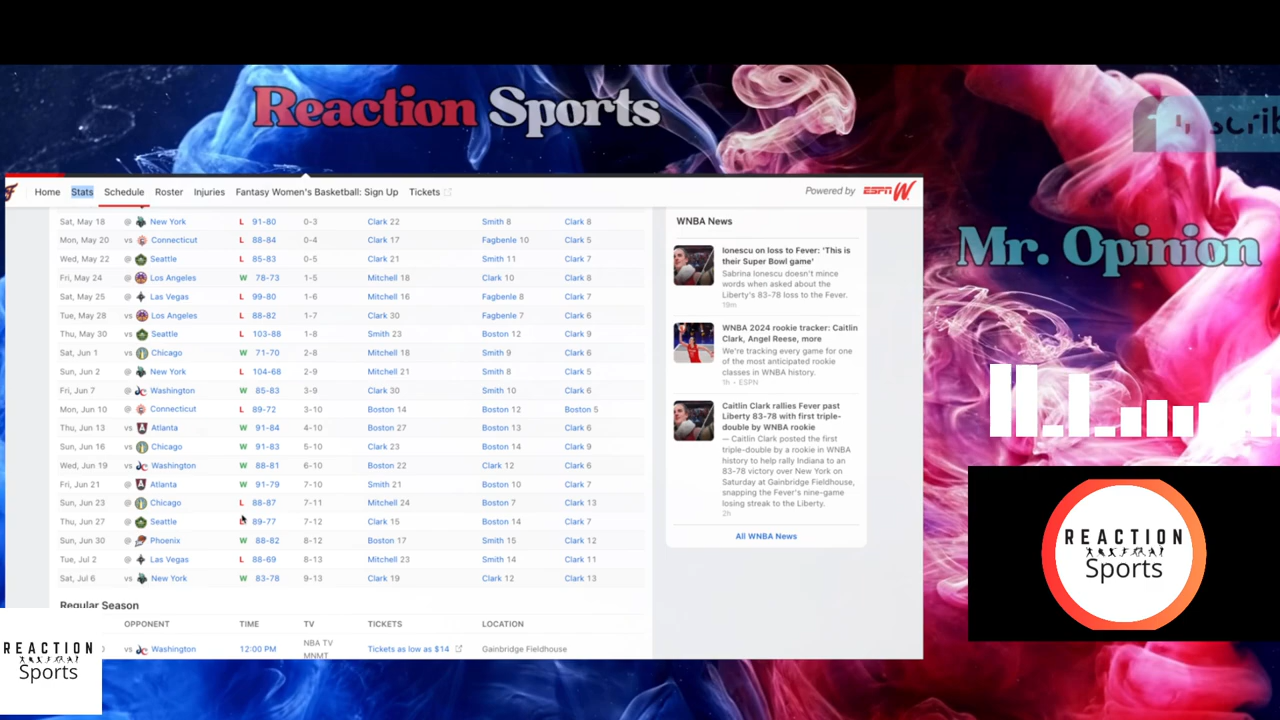 Reaction Sports
Home Stats Schedule Roster Injuries Fantasy Women's Basketball: Sign Up Tickets
Powered by ESPN W
Mr. Opinion
Sat, May 18 @ New York L 91-80 0-3 Clark 22 Smith 8 Clark 8
Mon, May 20 vs Connecticut L 88-84 0-4 Clark 17 Fagbenle 10 Clark 5
Wed, May 22 @ Seattle L 85-83 0-5 Clark 21 Smith 11 Clark 7
Fri, May 24 @ Los Angeles W 78-73 1-5 Mitchell 18 Clark 10 Clark 8
Sat, May 25 @ Las Vegas L 99-80 1-6 Mitchell 16 Fagbenle 8 Clark 7
Tue, May 28 vs Los Angeles L 88-82 1-7 Clark 30 Fagbenle 7 Clark 6
Thu, May 30 vs Seattle L 103-88 1-8 Smith 23 Boston 12 Clark 9
Sat, Jun 1 vs Chicago W 71-70 2-8 Mitchell 18 Smith 9 Clark 6
Sun, Jun 2 @ New York L 104-68 2-9 Mitchell 21 Smith 8 Clark 5
Fri, Jun 7 @ Washington W 85-83 3-9 Clark 30 Smith 10 Clark 6
Mon, Jun 10 @ Connecticut L 89-72 3-10 Boston 14 Boston 12 Boston 5
Thu, Jun 13 vs Atlanta W 91-84 4-10 Boston 27 Boston 13 Clark 6
Sun, Jun 16 vs Chicago W 91-83 5-10 Clark 23 Boston 14 Clark 9
Wed, Jun 19 vs Washington W 88-81 6-10 Boston 22 Clark 12 Clark 6
Fri, Jun 21 @ Atlanta W 91-79 7-10 Smith 21 Boston 10 Clark 7
Sun, Jun 23 @ Chicago L 88-87 7-11 Mitchell 24 Boston 7 Clark 13
Thu, Jun 27 @ Seattle L 89-77 7-12 Clark 15 Boston 14 Clark 7
Sun, Jun 30 @ Phoenix W 88-82 8-12 Boston 17 Smith 15 Clark 12
Tue, Jul 2 @ Las Vegas L 88-69 8-13 Mitchell 23 Smith 14 Clark 11
Sat, Jul 6 vs New York W 83-78 9-13 Clark 19 Clark 12 Clark 13
Regular Season
OPPONENT TIME TV TICKETS LOCATION
vs Washington 12:00 PM NBA TV Tickets as low as $14 Gainbridge Fieldhouse
MNMT
WNBA News
Ionescu on loss to Fever: 'This is
their Super Bowl game'
Sabrina Ionescu doesn't mince
words when asked about the
Liberty's 83-78 loss to the Fever.
19m
WNBA 2024 rookie tracker: Caitlin
Clark, Angel Reese, more
We're tracking every game for one
of the most anticipated rookie
classes in WNBA history.
1h - ESPN
Caitlin Clark rallies Fever past
Liberty 83-78 with first triple-
double by WNBA rookie
— Caitlin Clark posted the first
triple-double by a rookie in WNBA
history to help rally Indiana to an
83-78 victory over New York on
Saturday at Gainbridge Fieldhouse,
snapping the Fever's nine-game
losing streak to the Liberty.
2h
All WNBA News
REACTION
Sports
REACTION
Sports